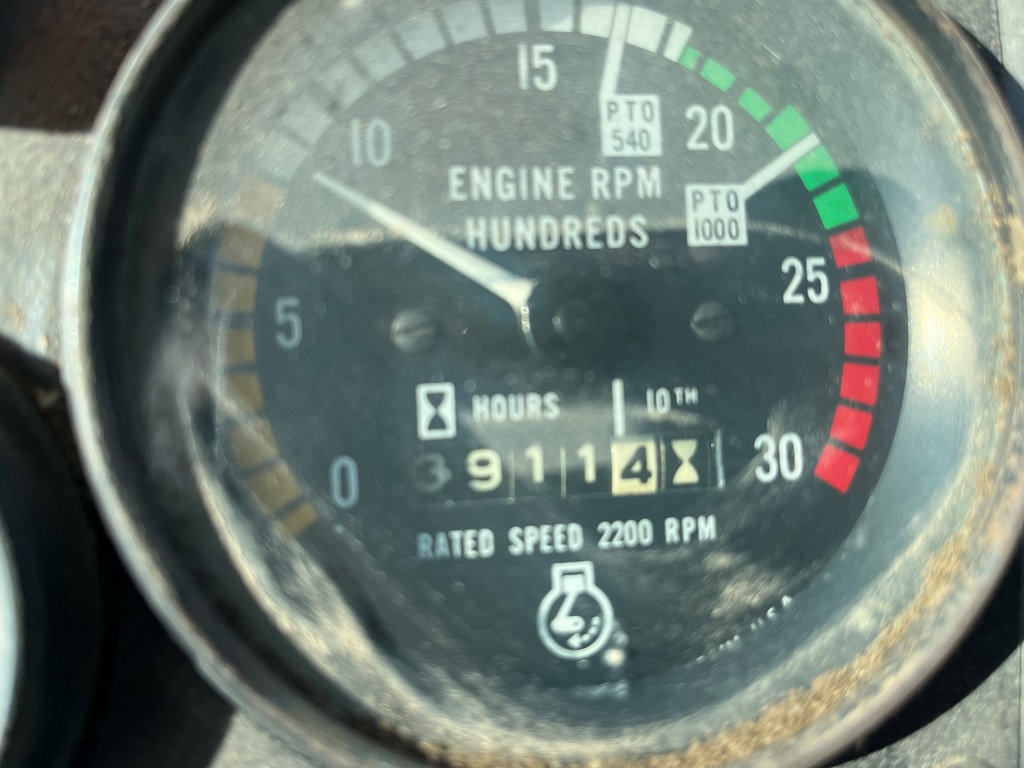 15
10
PTO
540
20
ENGINE RPM
HUNDREDS
PTO
1000
25
5
HOURS
10TH
0
39114
30
RATED SPEED 2200 RPM
U.S.A.